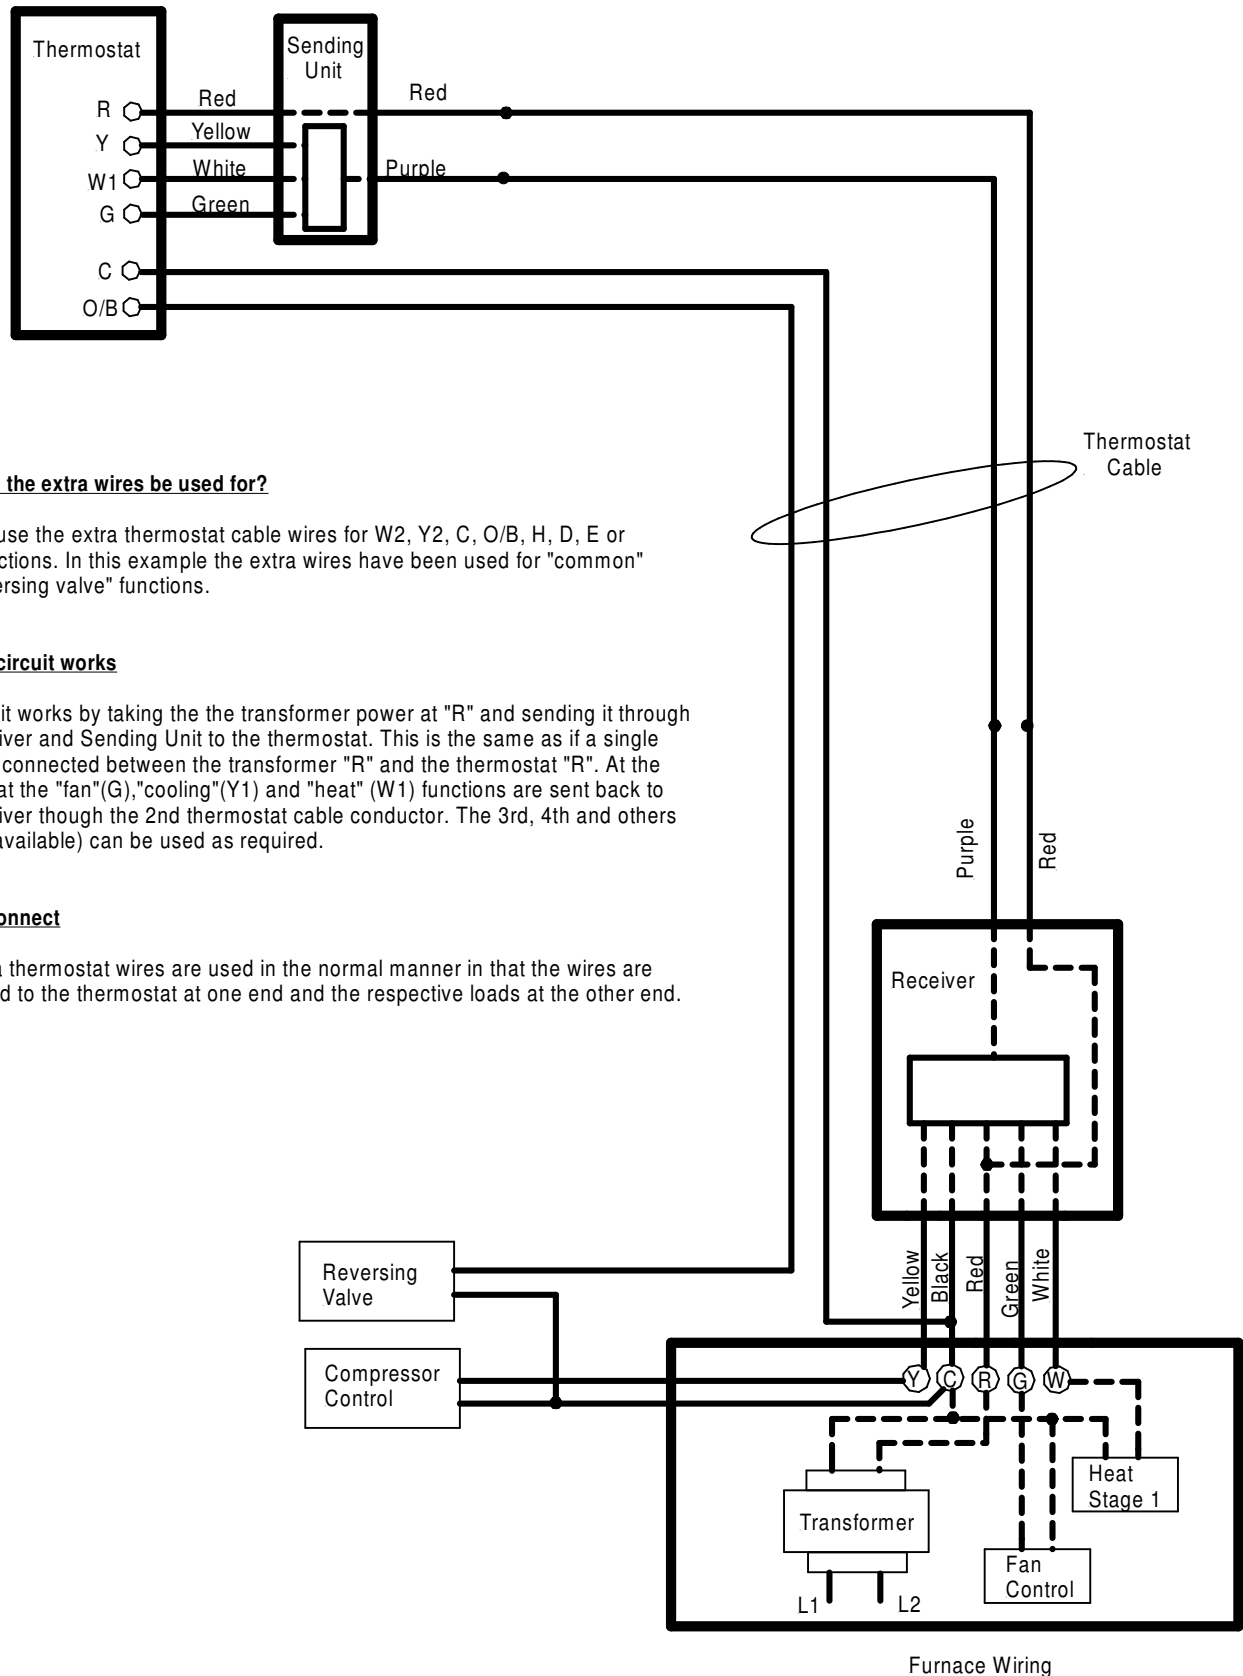 Thermostat
Sending
Unit
R
Red
Red
Y
Yellow
W1
White
Purple
G
Green
C
O/B
Thermostat
Cable
the extra wires be used for?
use the extra thermostat cable wires for W2, Y2, C, O/B, H, D, E or
ctions. In this example the extra wires have been used for "common"
ersing valve" functions.
circuit works
it works by taking the the transformer power at "R" and sending it through
iver and Sending Unit to the thermostat. This is the same as if a single
connected between the transformer "R" and the thermostat "R". At the
at the "fan"(G),"cooling"(Y1) and "heat" (W1) functions are sent back to
iver though the 2nd thermostat cable conductor. The 3rd, 4th and others
available) can be used as required.
Purple
Red
onnect
a thermostat wires are used in the normal manner in that the wires are
d to the thermostat at one end and the respective loads at the other end.
Receiver
Yellow
Black
Red
Green
White
Reversing
Valve
Compressor
Control
Y
C
R
G
W
Heat
Stage 1
Transformer
Fan
Control
L1
L2
Furnace Wiring